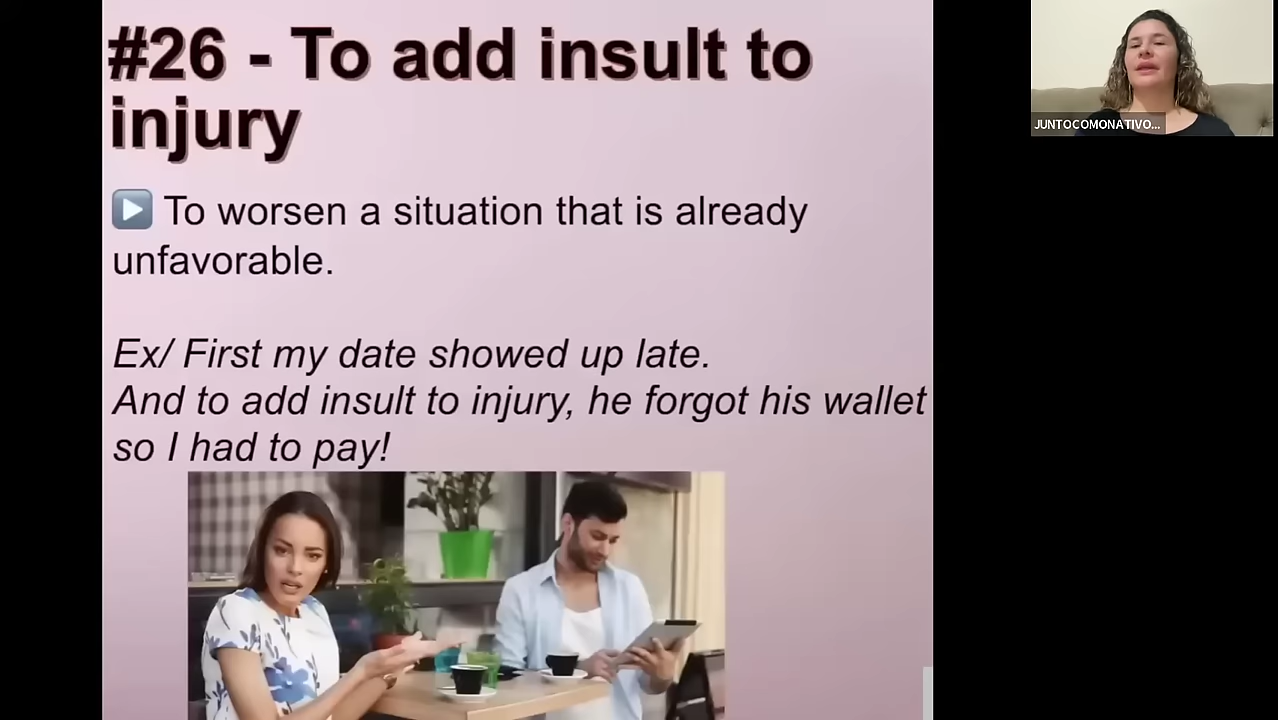 #26 - To add insult to
injury
To worsen a situation that is already
unfavorable.
Ex/ First my date showed up late.
And to add insult to injury, he forgot his wallet
so I had to pay!
JUNTOCOMONATIVO...